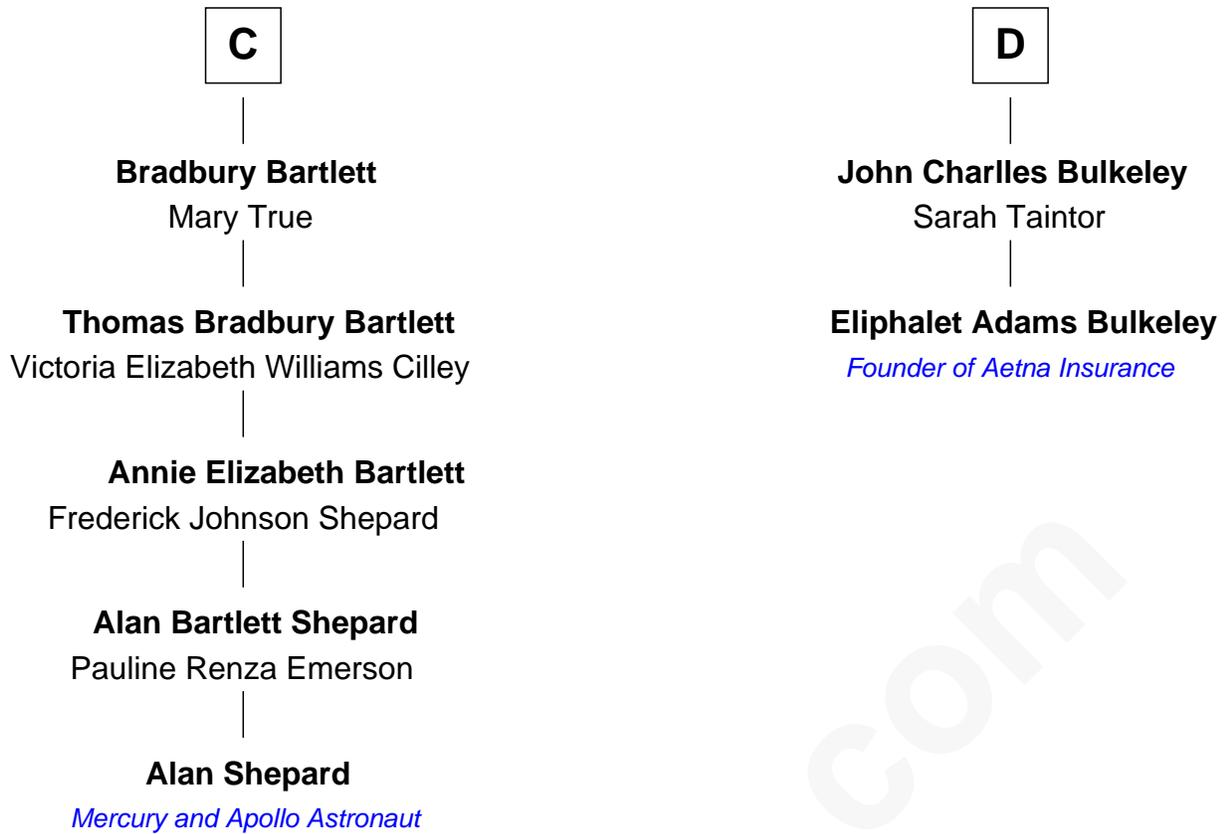 C
Bradbury Bartlett
Mary True
Thomas Bradbury Bartlett
Victoria Elizabeth Williams Cilley
Annie Elizabeth Bartlett
Frederick Johnson Shepard
Alan Bartlett Shepard
Pauline Renza Emerson
Alan Shepard
Mercury and Apollo Astronaut
D
John Charlles Bulkeley
Sarah Taintor
Eliphalet Adams Bulkeley
Founder of Aetna Insurance
com